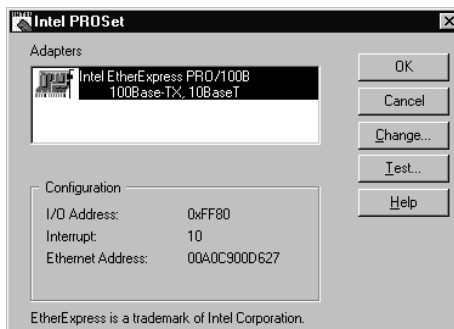 Intel PROSet
Adapters
Intel EtherExpress PRO/100B
100Base-TX, 10BaseT
OK
Cancel
Change...
Test...
Help
Configuration
I/O Address: 0xFF80
Interrupt: 10
Ethernet Address: 00A0C900D627
EtherExpress is a trademark of Intel Corporation.